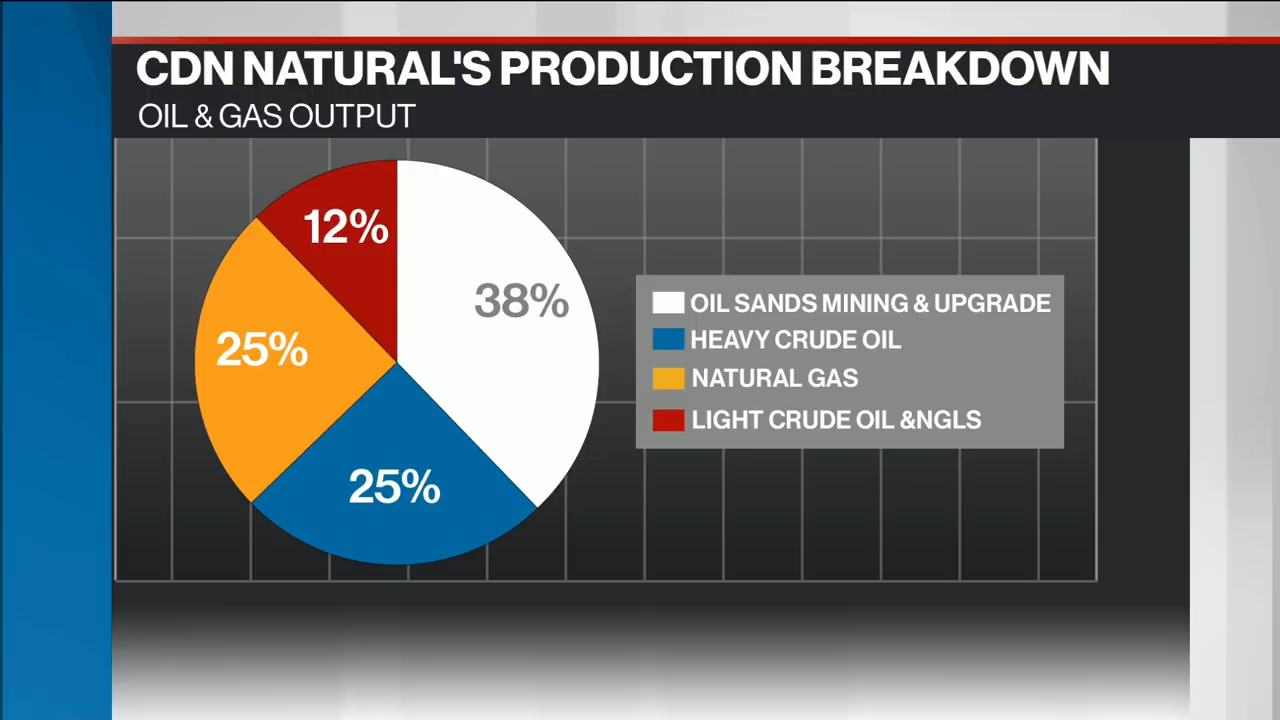 CDN NATURAL'S PRODUCTION BREAKDOWN
OIL & GAS OUTPUT
12%
38%
25%
25%
OIL SANDS MINING & UPGRADE
HEAVY CRUDE OIL
NATURAL GAS
LIGHT CRUDE OIL &NGLS